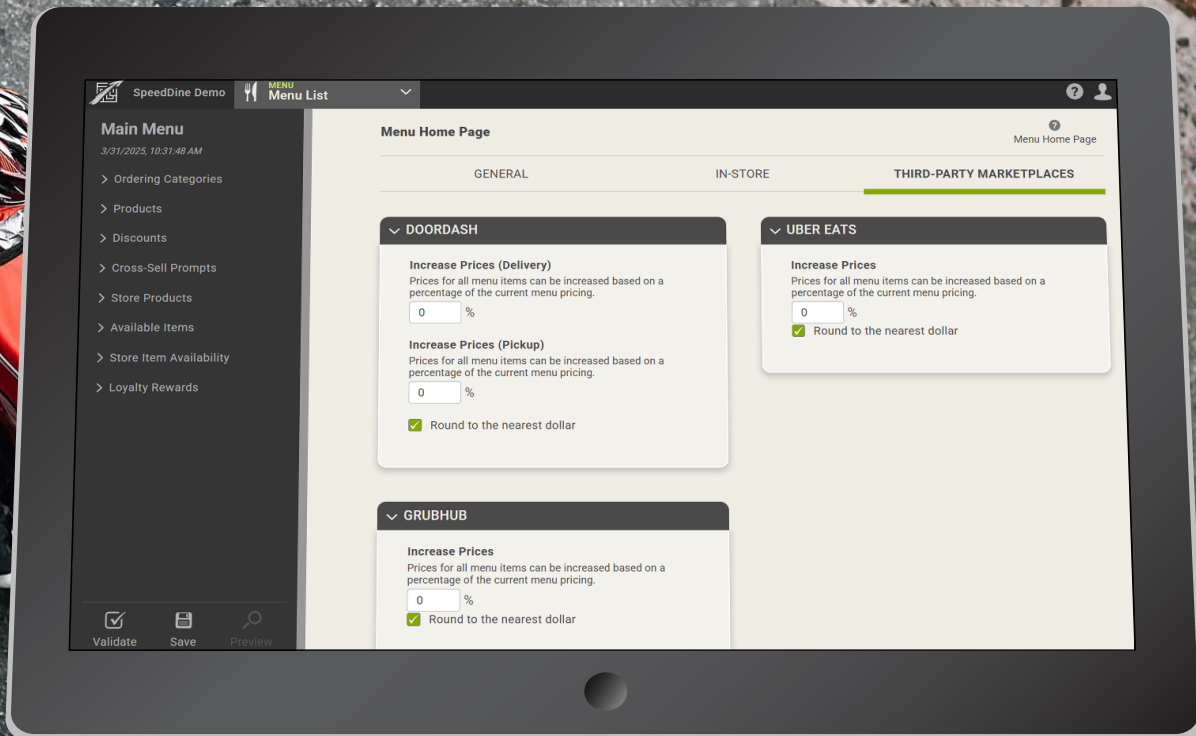 SpeedDine Demo
MENU
Menu List
Main Menu
3/31/2025, 10:31:48 AM
Ordering Categories
Products
Discounts
Cross-Sell Prompts
Store Products
Available Items
Store Item Availability
Loyalty Rewards
Validate
Save
Preview
Menu Home Page
Menu Home Page
GENERAL
IN-STORE
THIRD-PARTY MARKETPLACES
DOORDASH
Increase Prices (Delivery)
Prices for all menu items can be increased based on a
percentage of the current menu pricing.
0 %
Increase Prices (Pickup)
Prices for all menu items can be increased based on a
percentage of the current menu pricing.
0 %
Round to the nearest dollar
UBER EATS
Increase Prices
Prices for all menu items can be increased based on a
percentage of the current menu pricing.
0 %
Round to the nearest dollar
GRUBHUB
Increase Prices
Prices for all menu items can be increased based on a
percentage of the current menu pricing.
0 %
Round to the nearest dollar